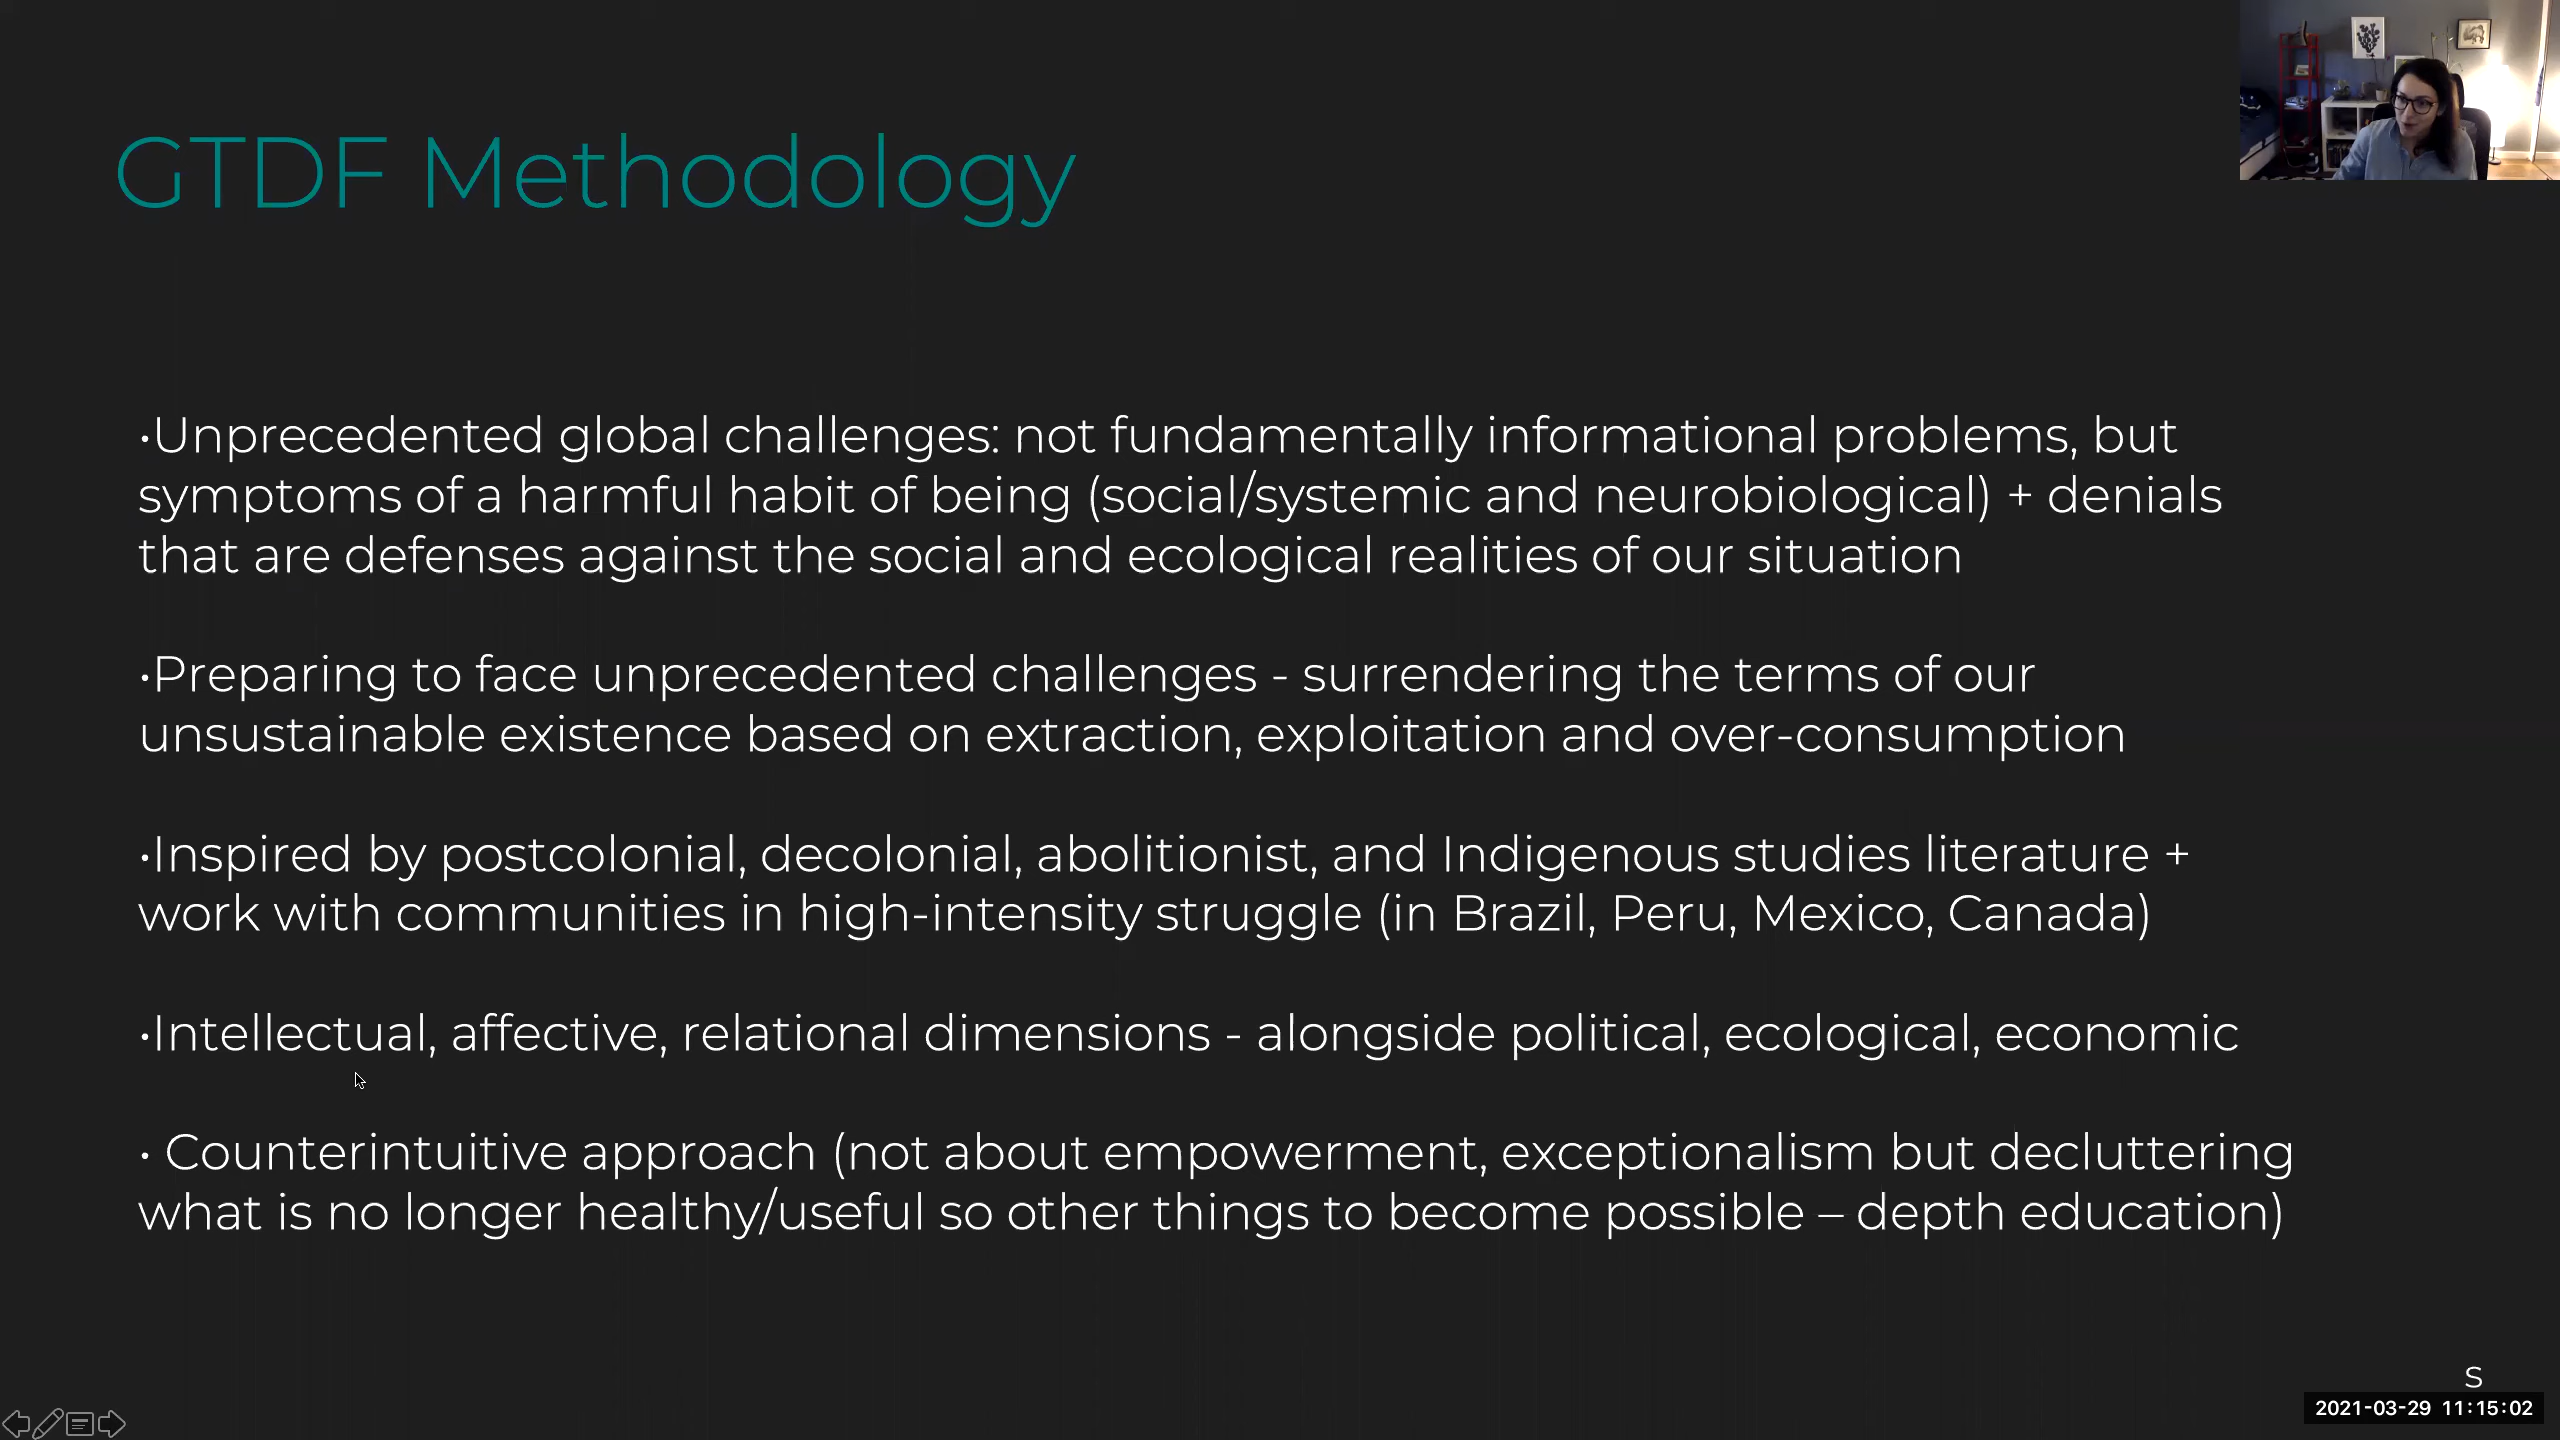 GTDF Methodology
•Unprecedented global challenges: not fundamentally informational problems, but
symptoms of a harmful habit of being (social/systemic and neurobiological) + denials
that are defenses against the social and ecological realities of our situation
•Preparing to face unprecedented challenges - surrendering the terms of our
unsustainable existence based on extraction, exploitation and over-consumption
•Inspired by postcolonial, decolonial, abolitionist, and Indigenous studies literature +
work with communities in high-intensity struggle (in Brazil, Peru, Mexico, Canada)
•Intellectual, affective, relational dimensions - alongside political, ecological, economic
• Counterintuitive approach (not about empowerment, exceptionalism but decluttering
what is no longer healthy/useful so other things to become possible – depth education)
S
2021-03-29 11:15:02